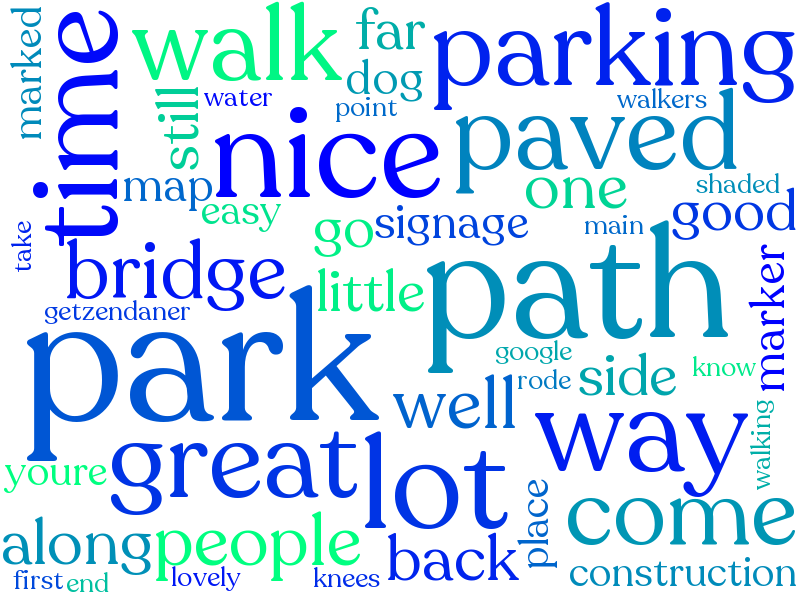 marked
time
walk
far
parking
dog
water
point
walkers
still
nice
paved
map
one
shaded
easy
go
signage
main
good
take
bridge
little
path
marker
getzendaner
park
google
side
know
rode
well
way
walking
youre
great
lot
come
place
along
people
back
construction
first
end
lovely
knees